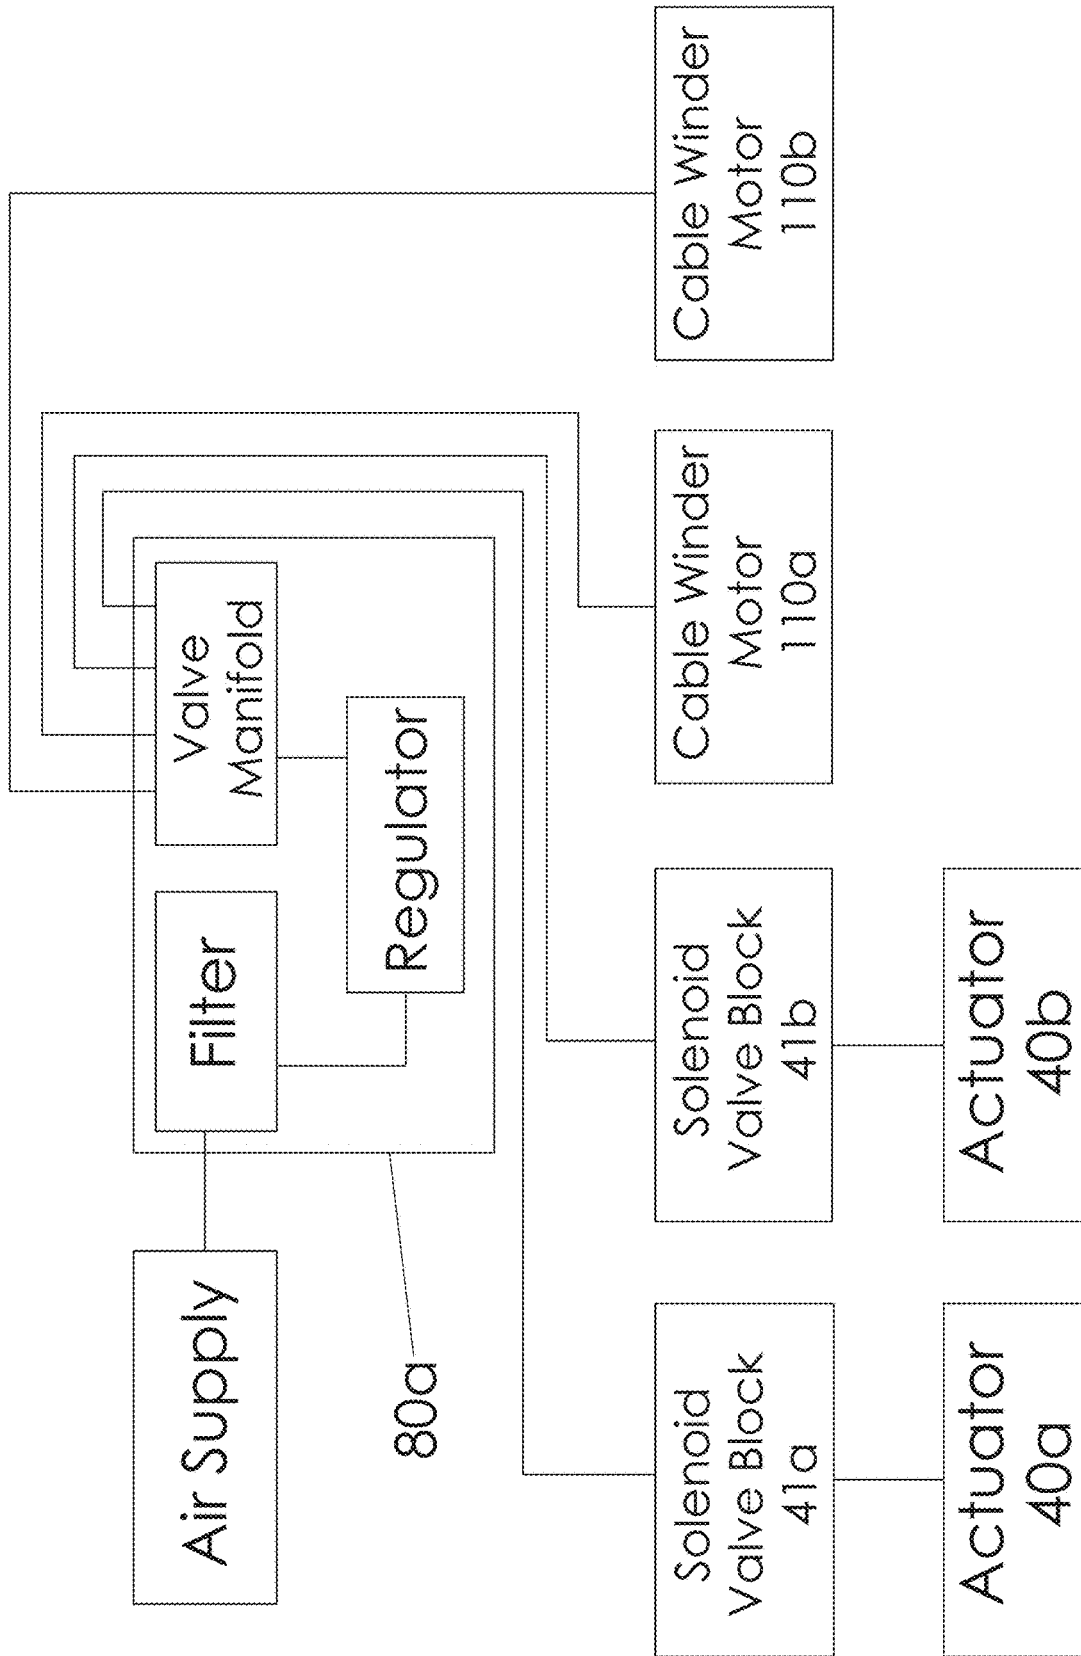 Air Supply
Filter
Valve
Manifold
Regulator
80a
Solenoid
Valve Block
41a
Solenoid
Valve Block
41b
Cable Winder
Motor
110a
Cable Winder
Motor
110b
Actuator
40a
Actuator
40b